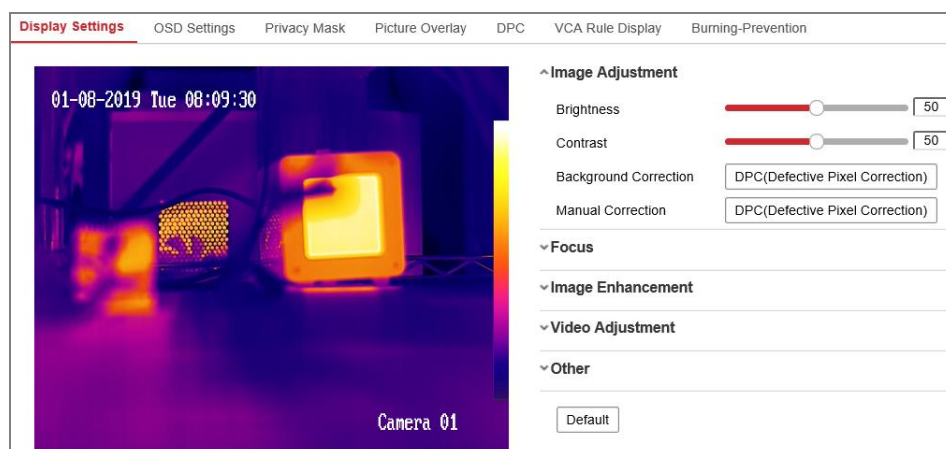 Display Settings OSD Settings Privacy Mask Picture Overlay DPC VCA Rule Display Burning-Prevention
01-08-2019 Tue 08:09:30
Camera 01
Image Adjustment
Brightness 50
Contrast 50
Background Correction DPC(Defective Pixel Correction)
Manual Correction DPC(Defective Pixel Correction)
Focus
Image Enhancement
Video Adjustment
Other
Default